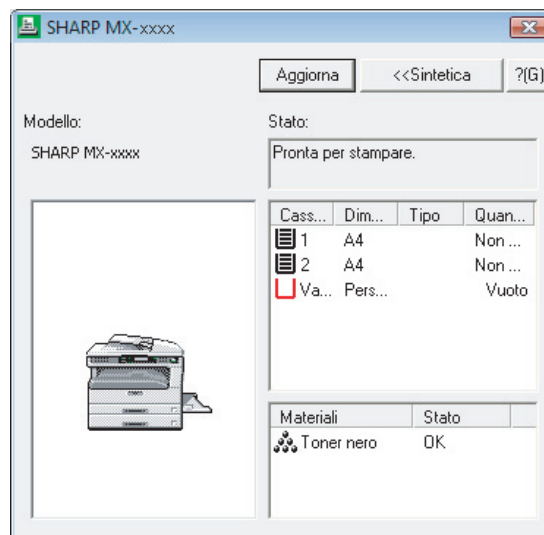 SHARP MX-xxxx
Aggiorna <<Sintetica ?(G)
Modello:
SHARP MX-xxxx
Stato:
Pronta per stampare.
Cass... Dim... Tipo Quan...
1 A4 Non ...
2 A4 Non ...
Va... Pers... Vuoto
Materiali Stato
Toner nero OK